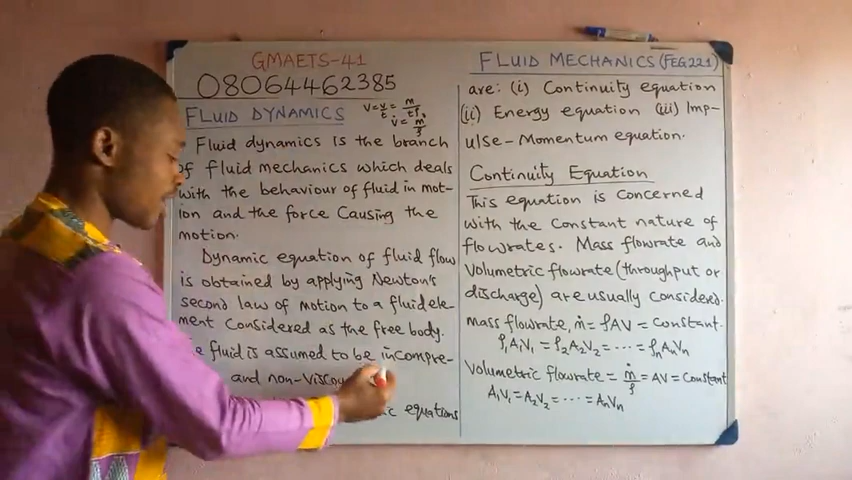 GMAETS-41
08064462385
V = v/t = m/tρ,
V̇ = ṁ/ρ
FLUID DYNAMICS
Fluid dynamics is the branch
of fluid mechanics which deals
with the behaviour of fluid in mot-
ion and the force causing the
motion.
Dynamic equation of fluid flow
is obtained by applying Newton's
second law of motion to a fluid ele-
ment considered as the free body.
fluid is assumed to be incompre-
and non-
equations
FLUID MECHANICS (FEG221)
are: (i) Continuity equation
(ii) Energy equation (iii) Imp-
ulse-Momentum equation.
Continuity Equation
This equation is concerned
with the constant nature of
flowrates. Mass flowrate and
Volumetric flowrate (throughput or
discharge) are usually considered.
mass flowrate, ṁ = ρAV = constant.
ρ₁A₁V₁ = ρ₂A₂V₂ = ---- = ρₙAₙVₙ
Volumetric flowrate = ṁ/ρ = AV = constant
A₁V₁ = A₂V₂ = ---- = AₙVₙ